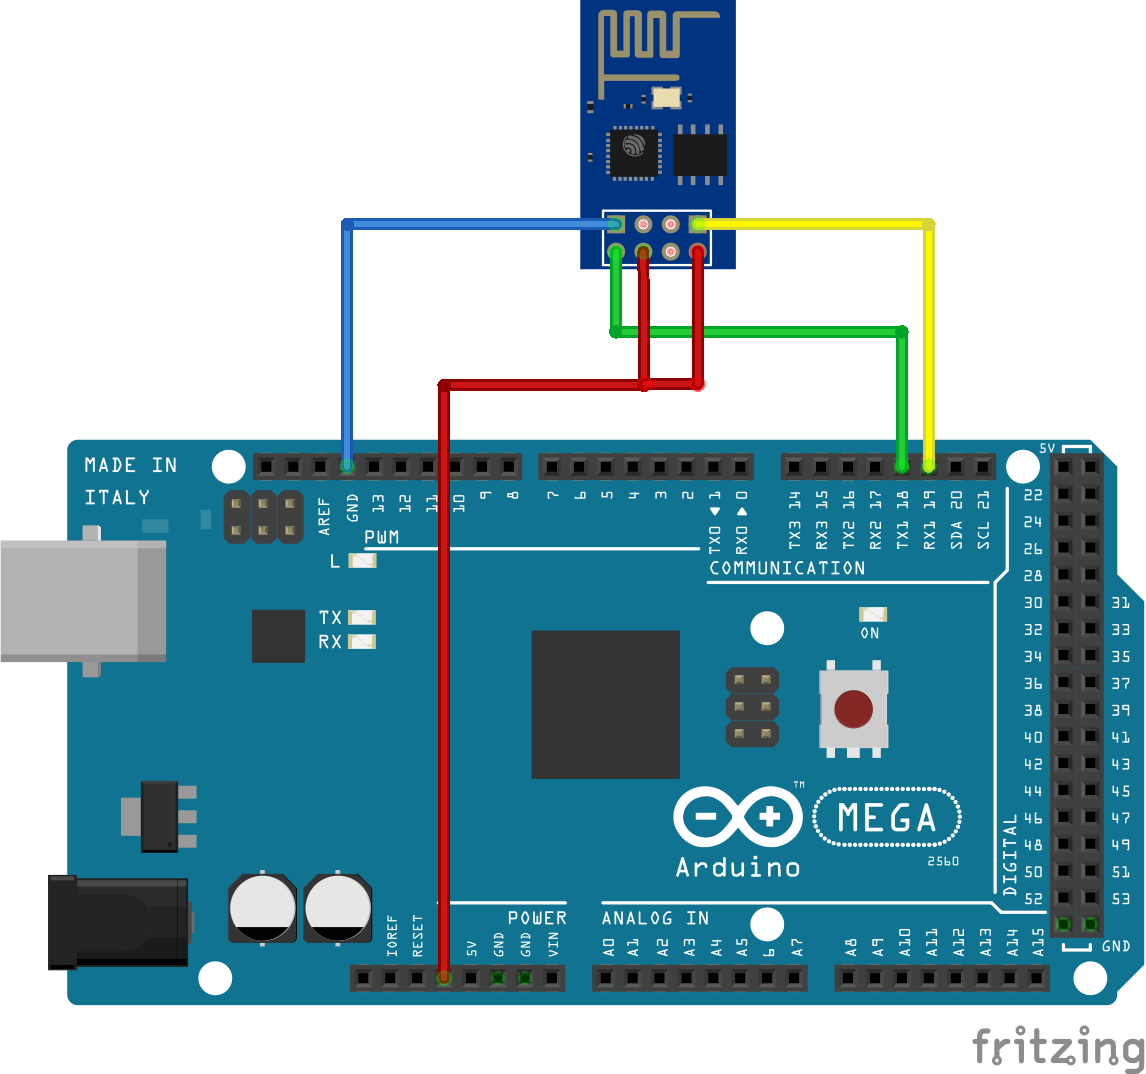 MADE IN
ITALY
AREF
GND
13
12
11
10
9
8
7
6
5
4
3
2
TX0 ◀ 1
RX0 ▶ 0
TX3 14
RX3 15
TX2 16
RX2 17
TX1 18
RX1 19
SDA 20
SCL 21
PWM
COMMUNICATION
L
TX
RX
ON
5V
22
24
26
28
30 31
32 33
34 35
36 37
38 39
40 41
42 43
44 45
46 47
48 49
50 51
52 53
GND
DIGITAL
TM
MEGA
2560
Arduino
POWER
ANALOG IN
IOREF
RESET
5V
GND
GND
VIN
A0
A1
A2
A3
A4
A5
6
A7
A8
A9
A10
A11
A12
A13
A14
A15
fritzing